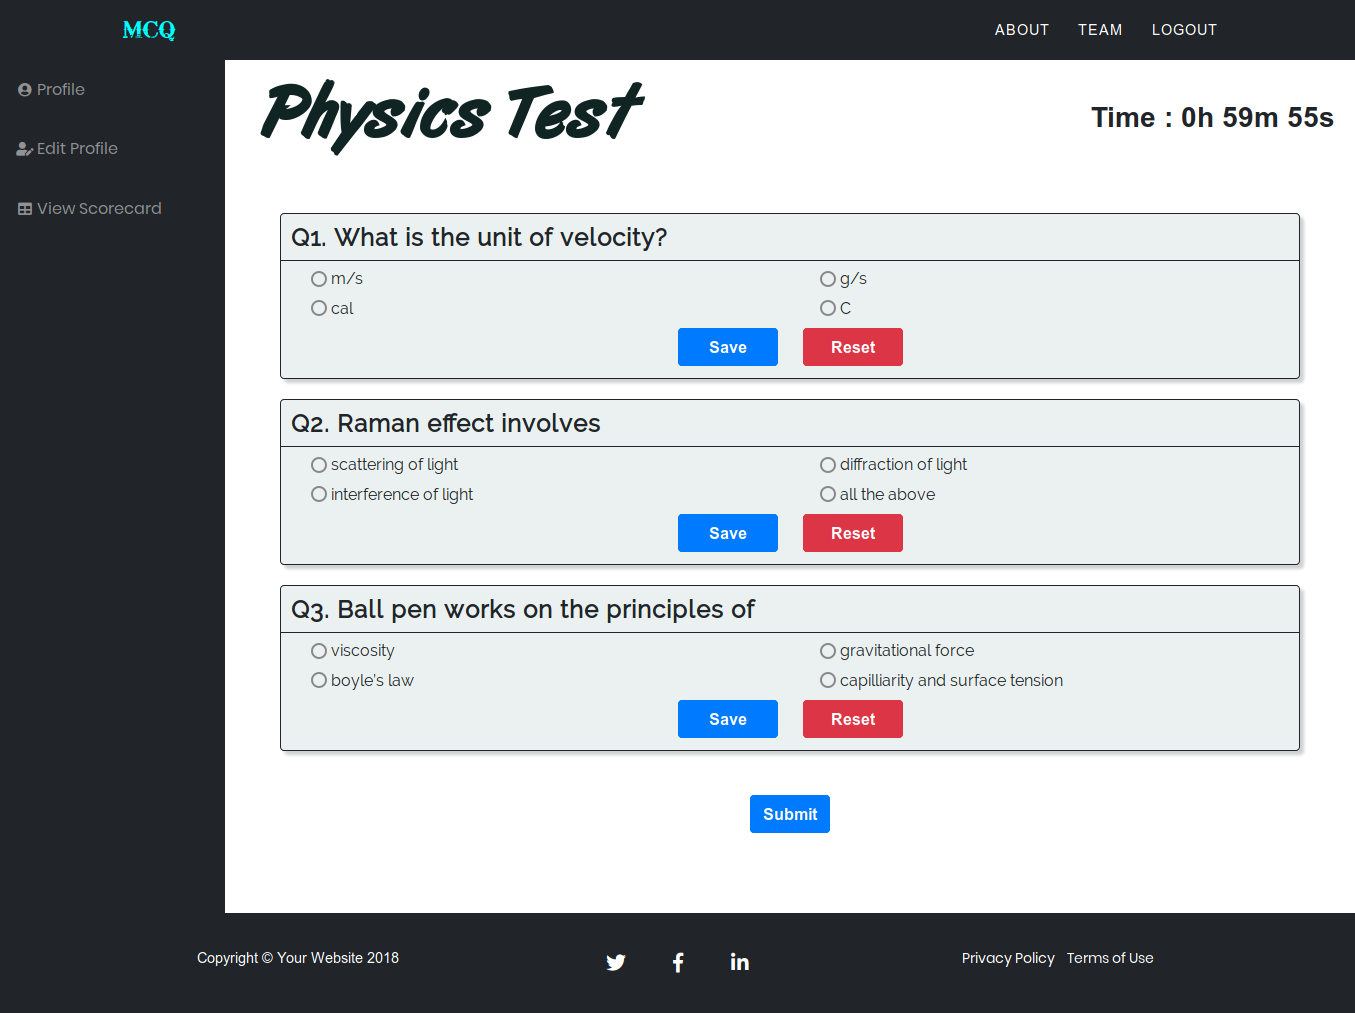 MCQ
ABOUT TEAM LOGOUT
Profile
Edit Profile
View Scorecard
Physics Test
Time : 0h 59m 55s
Q1. What is the unit of velocity?
m/s g/s
cal C
Save Reset
Q2. Raman effect involves
scattering of light diffraction of light
interference of light all the above
Save Reset
Q3. Ball pen works on the principles of
viscosity gravitational force
boyle's law capilliarity and surface tension
Save Reset
Submit
Copyright © Your Website 2018
Privacy Policy Terms of Use